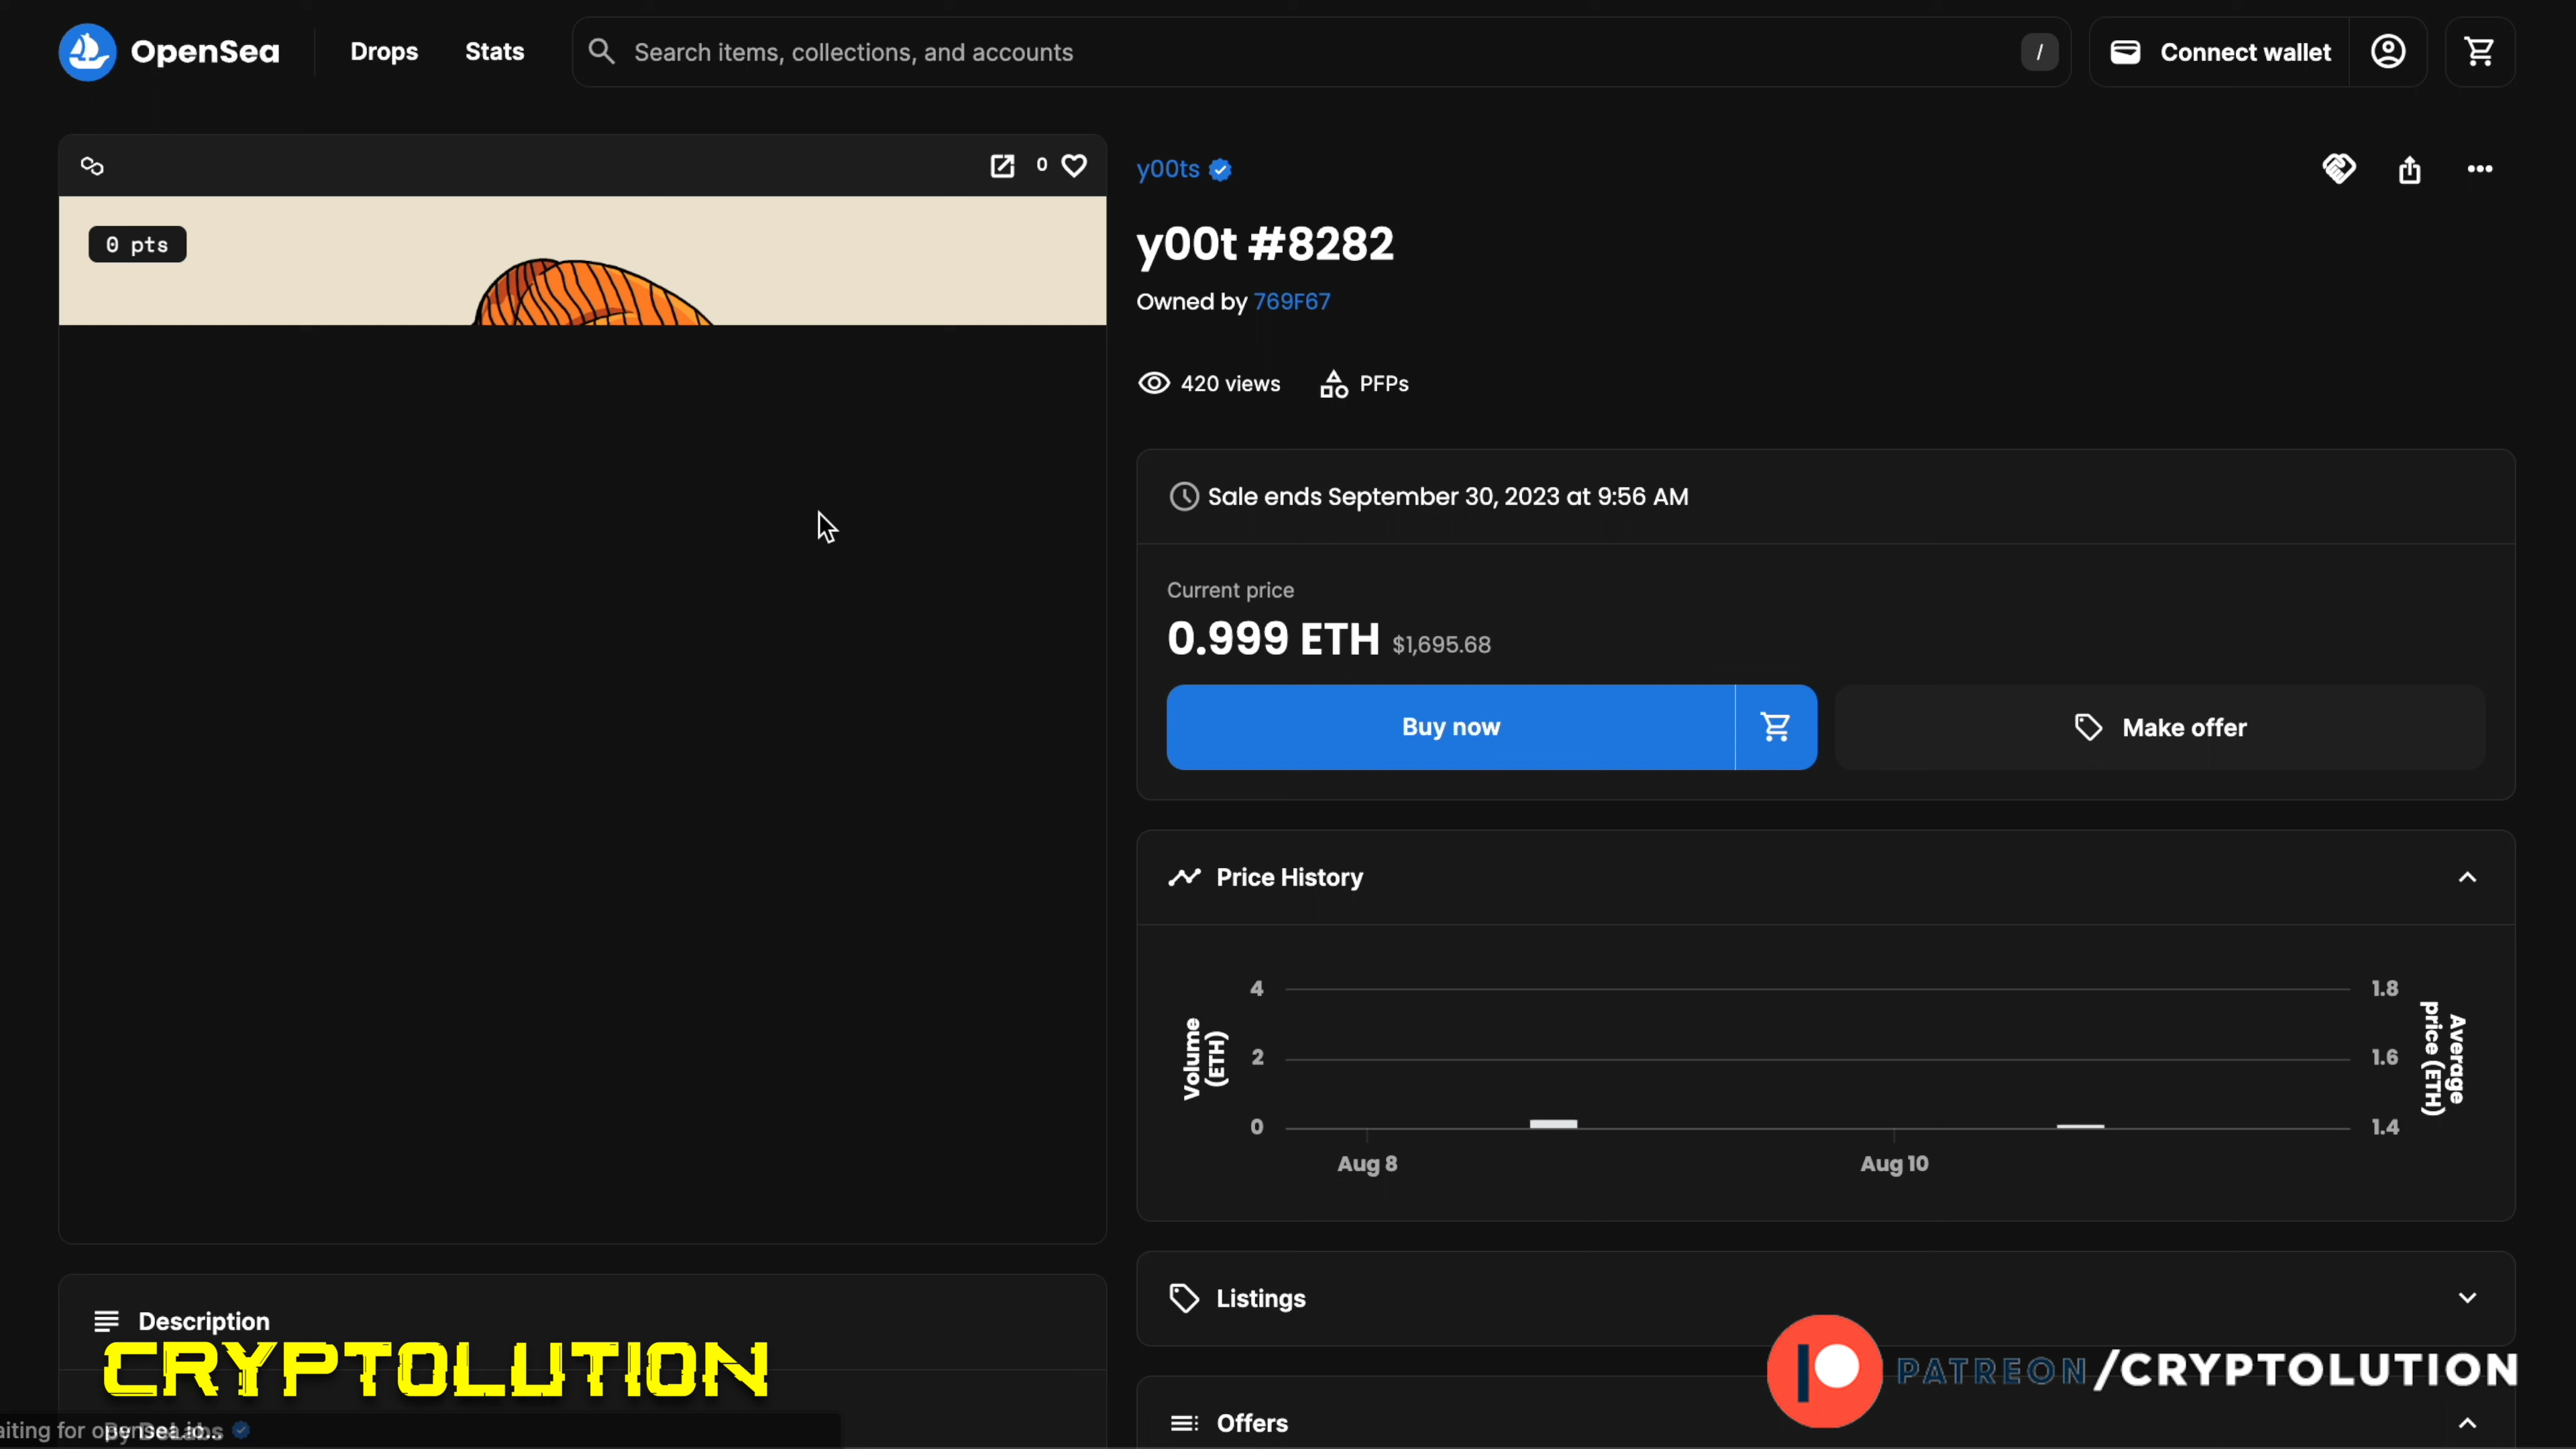 OpenSea
Drops
Stats
Search items, collections, and accounts
/
Connect wallet
0
0 pts
y00ts
y00t #8282
Owned by 769F67
420 views
PFPs
Sale ends September 30, 2023 at 9:56 AM
Current price
0.999 ETH $1,695.68
Buy now
Make offer
Price History
4
2
0
Volume
(ETH)
1.8
1.6
1.4
Average
price (ETH)
Aug 8
Aug 10
Listings
Description
CRYPTOLUTION
PATREON/CRYPTOLUTION
Offers
aiting for